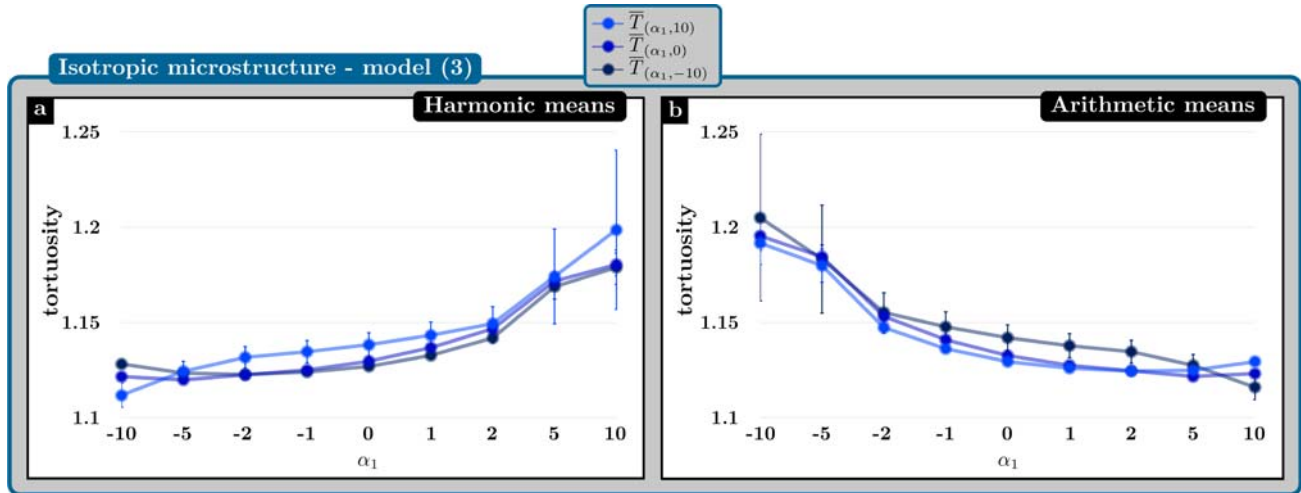 T̅(α₁,10)
T̅(α₁,0)
T̅(α₁,−10)
Isotropic microstructure - model (3)
a
Harmonic means
1.25
1.2
1.15
1.1
tortuosity
-10 -5 -2 -1 0 1 2 5 10
α₁
b
Arithmetic means
1.25
1.2
1.15
1.1
tortuosity
-10 -5 -2 -1 0 1 2 5 10
α₁